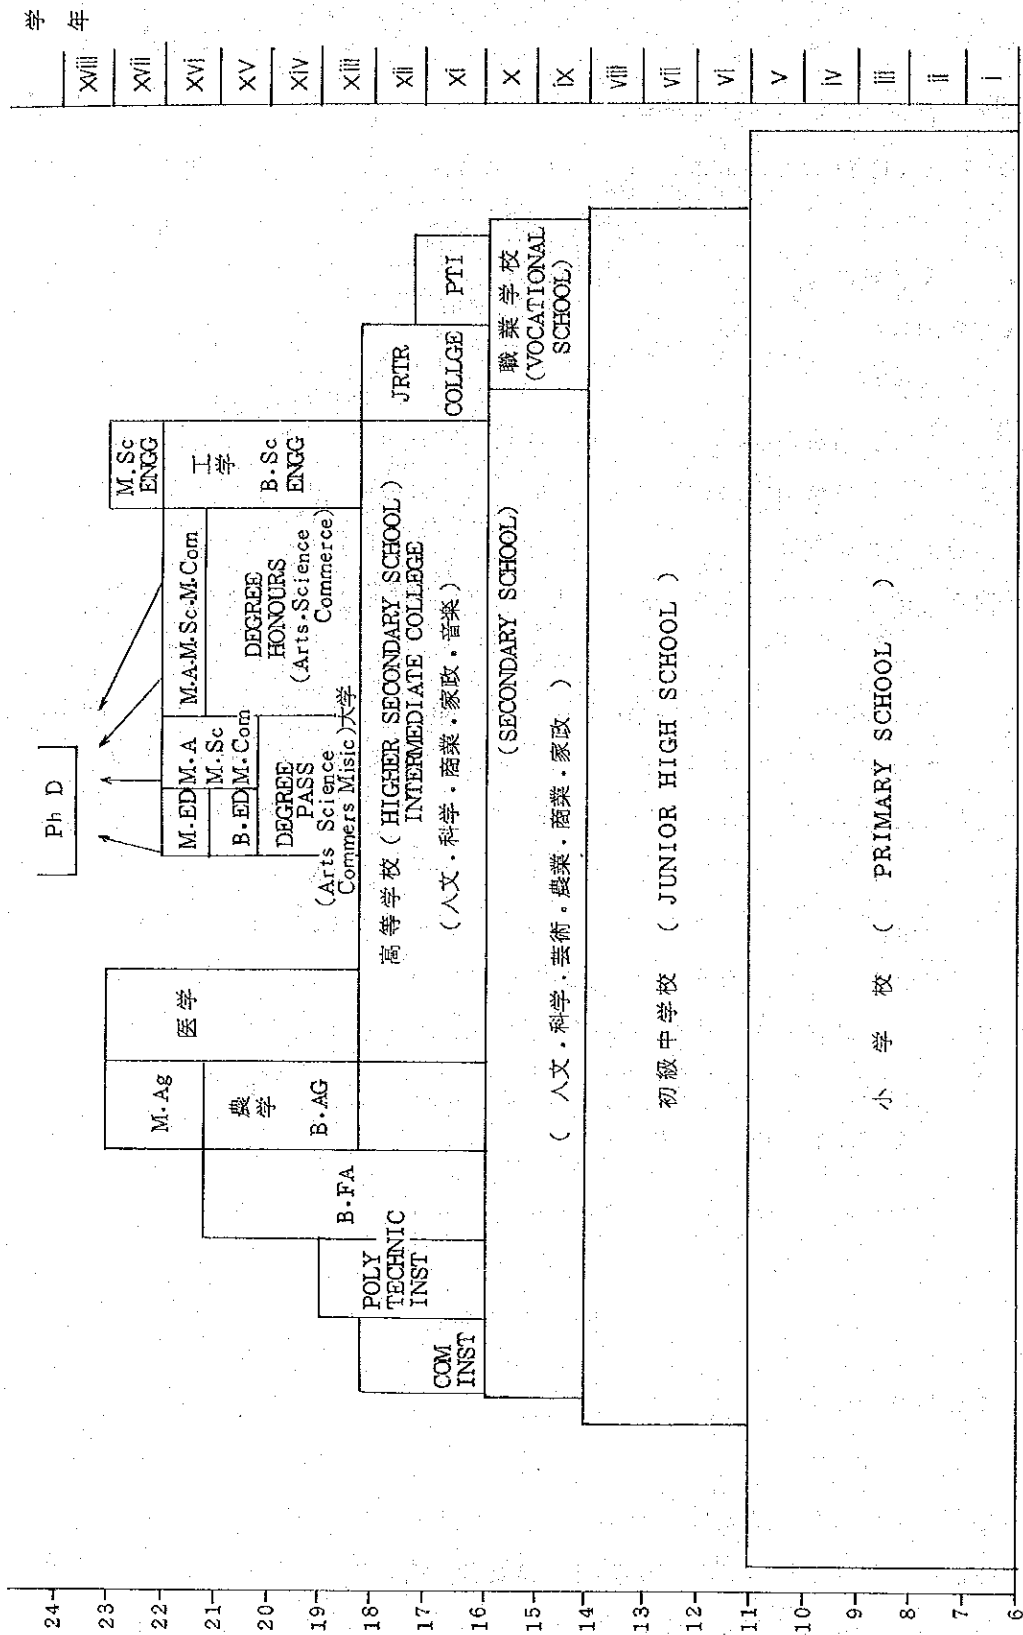 学年
xviii
xvii
xvi
xv
xiv
xiii
xii
xi
x
ix
viii
vii
vi
v
iv
iii
ii
i
Ph D
M.Sc
ENGG
工学
B.Sc
ENGG
M.A.M.Sc.M.Com
DEGREE
HONOURS
(Arts.Science
Commerce)
M.A
M.Sc
M.Com
M.ED
B.ED
DEGREE
PASS
(Arts Science
Commers Misic)大学
医学
M.Ag
農学
B.AG
B.FA
POLY
TECHNIC
INST
COM
INST
高等学校(HIGHER SECONDARY SCHOOL)
INTERMEDIATE COLLEGE
(人文.科学.商業.家政.音楽)
JRTR
COLLGE
PTI
職業学校
(VOCATIONAL
SCHOOL)
(SECONDARY SCHOOL)
(人文.科学.芸術.農業.商業.家政)
初級中学校 (JUNIOR HIGH SCHOOL)
小学校 (PRIMARY SCHOOL)
24
23
22
21
20
19
18
17
16
15
14
13
12
11
10
9
8
7
6